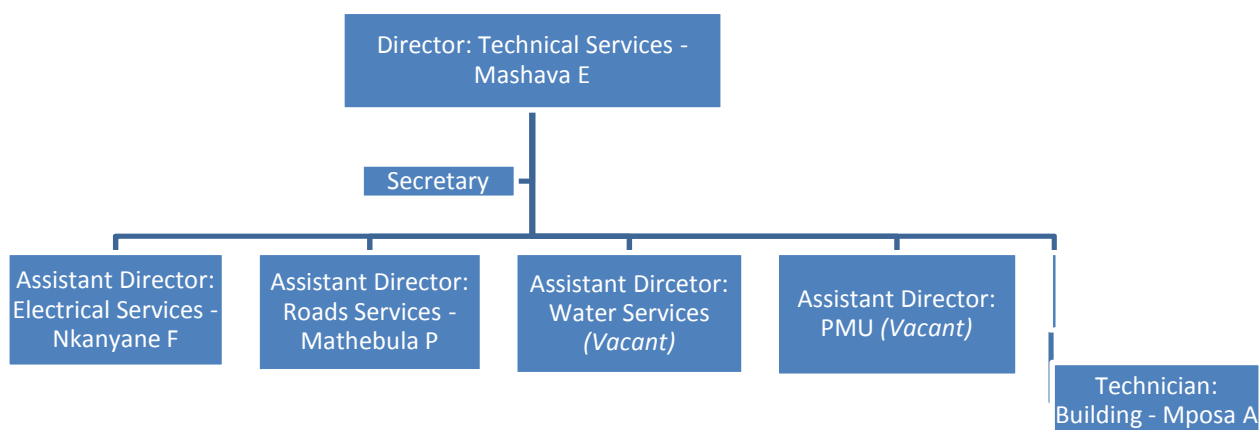 Director: Technical Services -
Mashava E
Secretary
Assistant Director:
Electrical Services -
Nkanyane F
Assistant Director:
Roads Services -
Mathebula P
Assistant Dircetor:
Water Services
(Vacant)
Assistant Director:
PMU (Vacant)
Technician:
Building - Mposa A